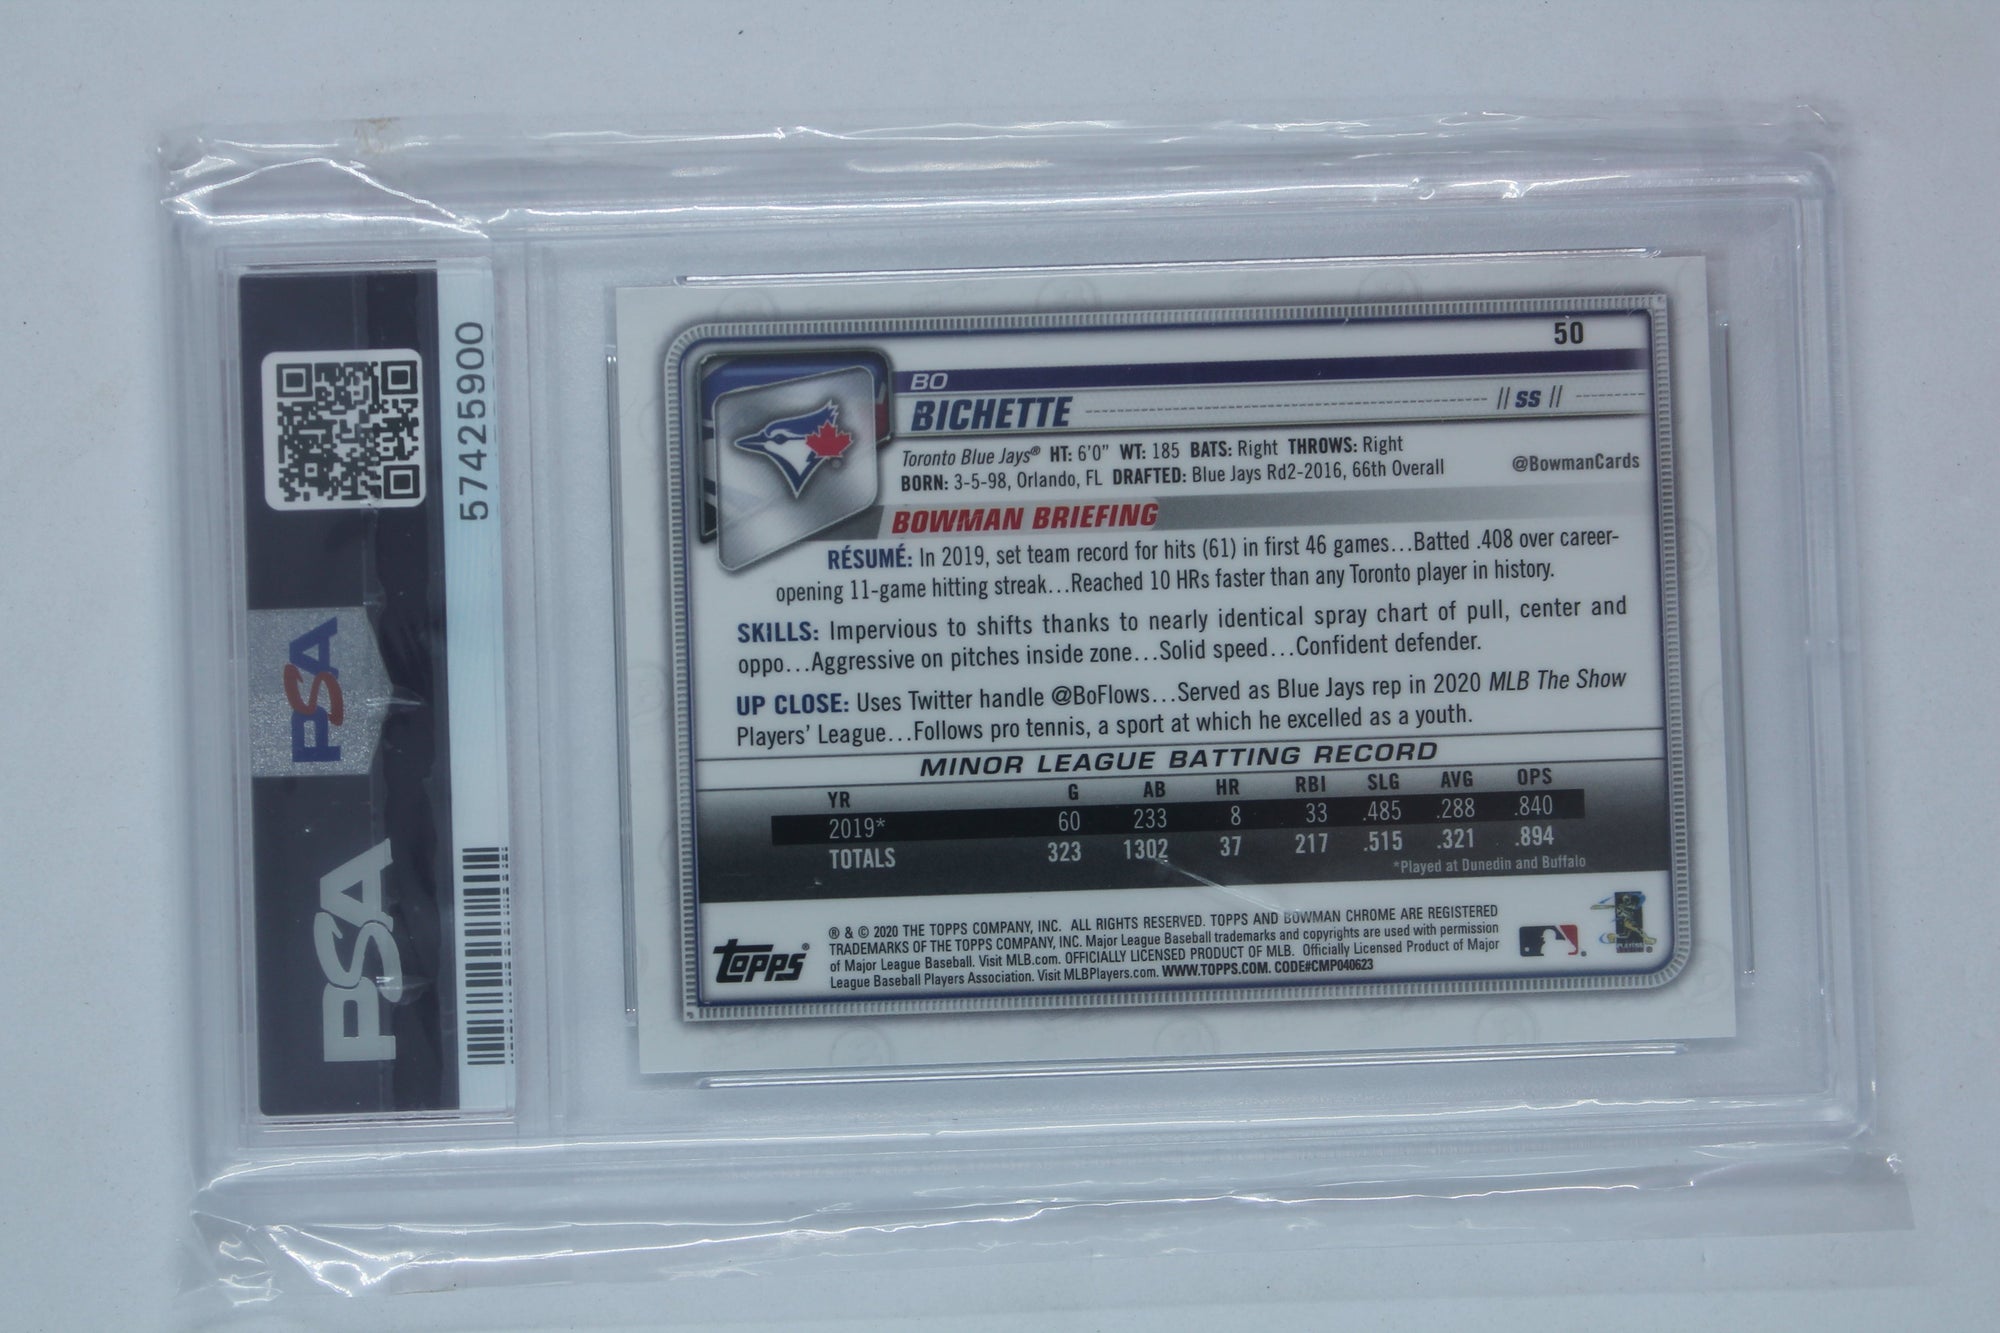 57425900
PSA
PSA
50
BO
BICHETTE // SS //
Toronto Blue Jays® HT: 6'0" WT: 185 BATS: Right THROWS: Right
BORN: 3-5-98, Orlando, FL DRAFTED: Blue Jays Rd2-2016, 66th Overall
@BowmanCards
BOWMAN BRIEFING
RÉSUMÉ: In 2019, set team record for hits (61) in first 46 games...Batted .408 over career-
opening 11-game hitting streak...Reached 10 HRs faster than any Toronto player in history.
SKILLS: Impervious to shifts thanks to nearly identical spray chart of pull, center and
oppo...Aggressive on pitches inside zone...Solid speed...Confident defender.
UP CLOSE: Uses Twitter handle @BoFlows...Served as Blue Jays rep in 2020 MLB The Show
Players' League...Follows pro tennis, a sport at which he excelled as a youth.
MINOR LEAGUE BATTING RECORD
YR G AB HR RBI SLG AVG OPS
2019* 60 233 8 33 .485 .288 .840
TOTALS 323 1302 37 217 .515 .321 .894
*Played at Dunedin and Buffalo
Topps®
® & © 2020 THE TOPPS COMPANY, INC. ALL RIGHTS RESERVED. TOPPS AND BOWMAN CHROME ARE REGISTERED
TRADEMARKS OF THE TOPPS COMPANY, INC. Major League Baseball trademarks and copyrights are used with permission
of Major League Baseball. Visit MLB.com. OFFICIALLY LICENSED PRODUCT OF MLB. Officially Licensed Product of Major
League Baseball Players Association. Visit MLBPlayers.com. WWW.TOPPS.COM. CODE#CMP040623
PLAYERS